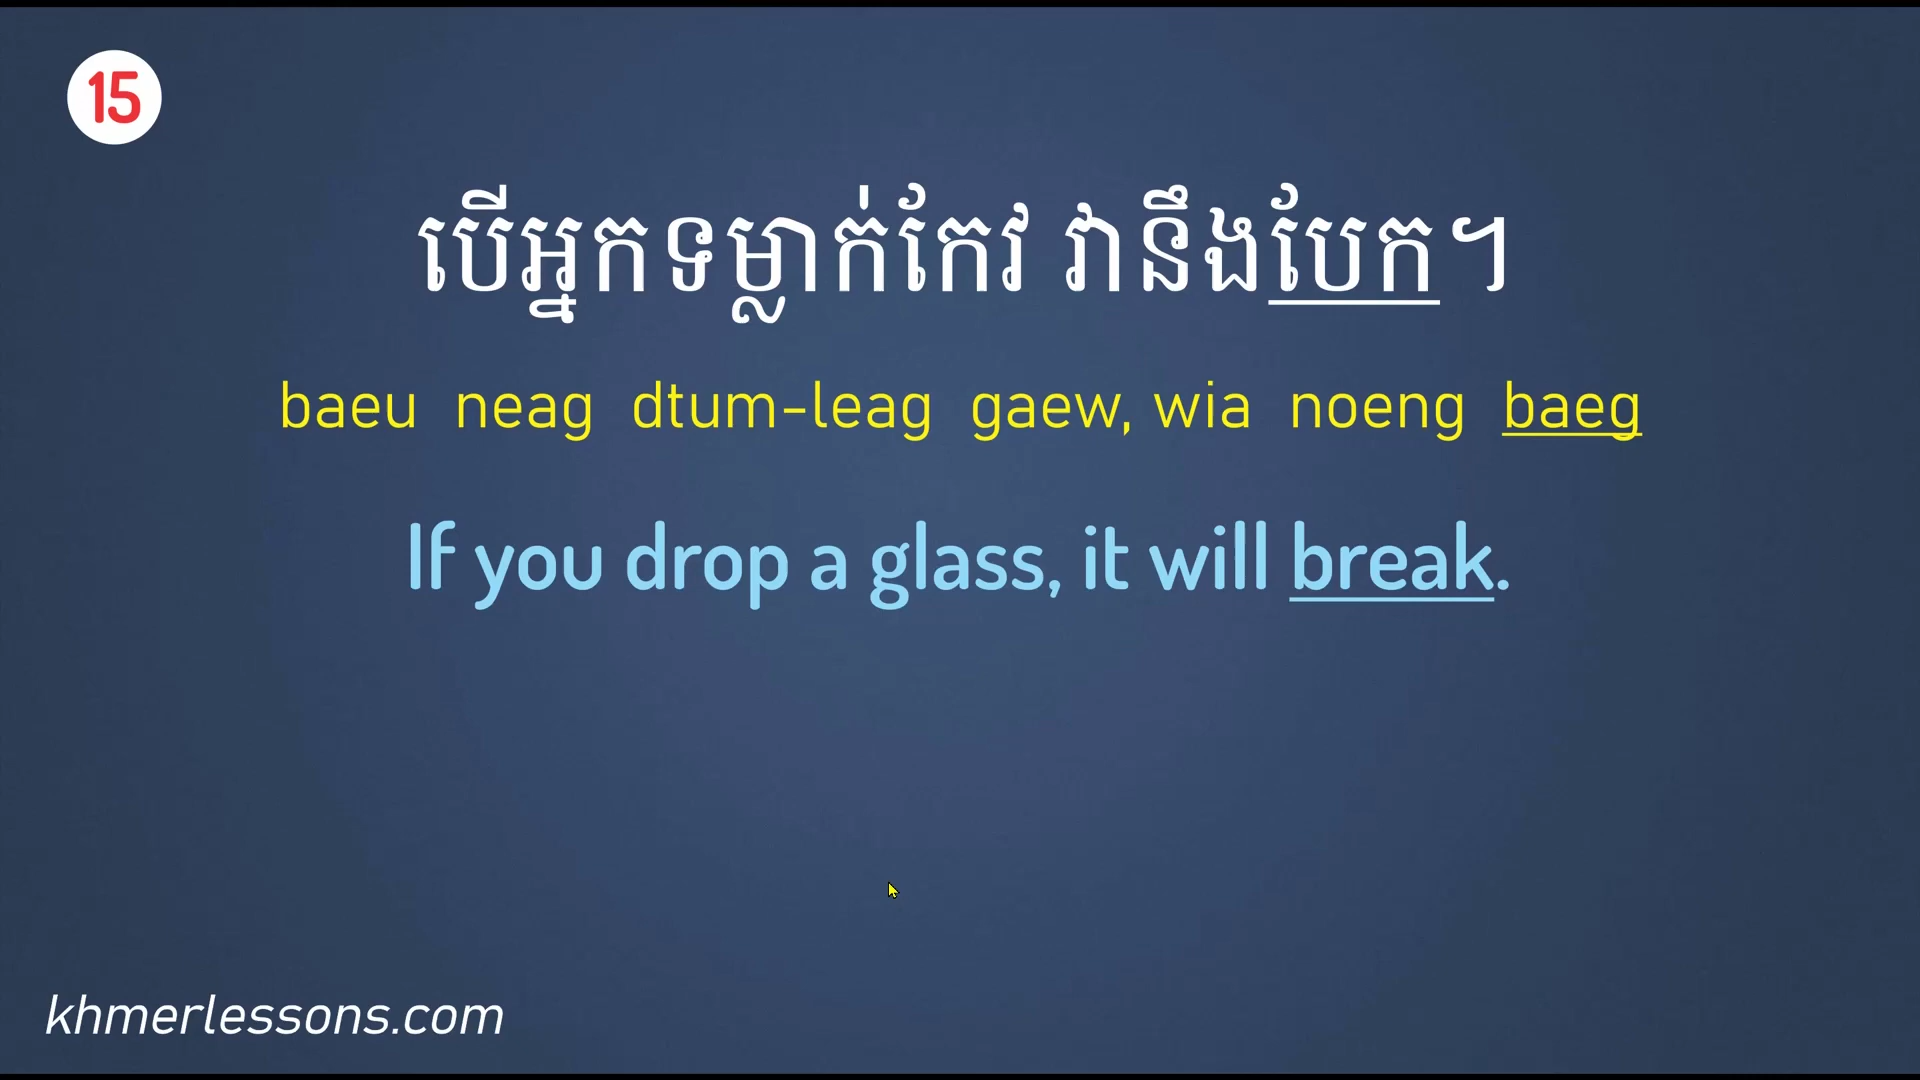 15
បើអ្នកទម្លាក់កែវ វានឹងបែក។
baeu neag dtum-leag gaew, wia noeng baeg
If you drop a glass, it will break.
khmerlessons.com